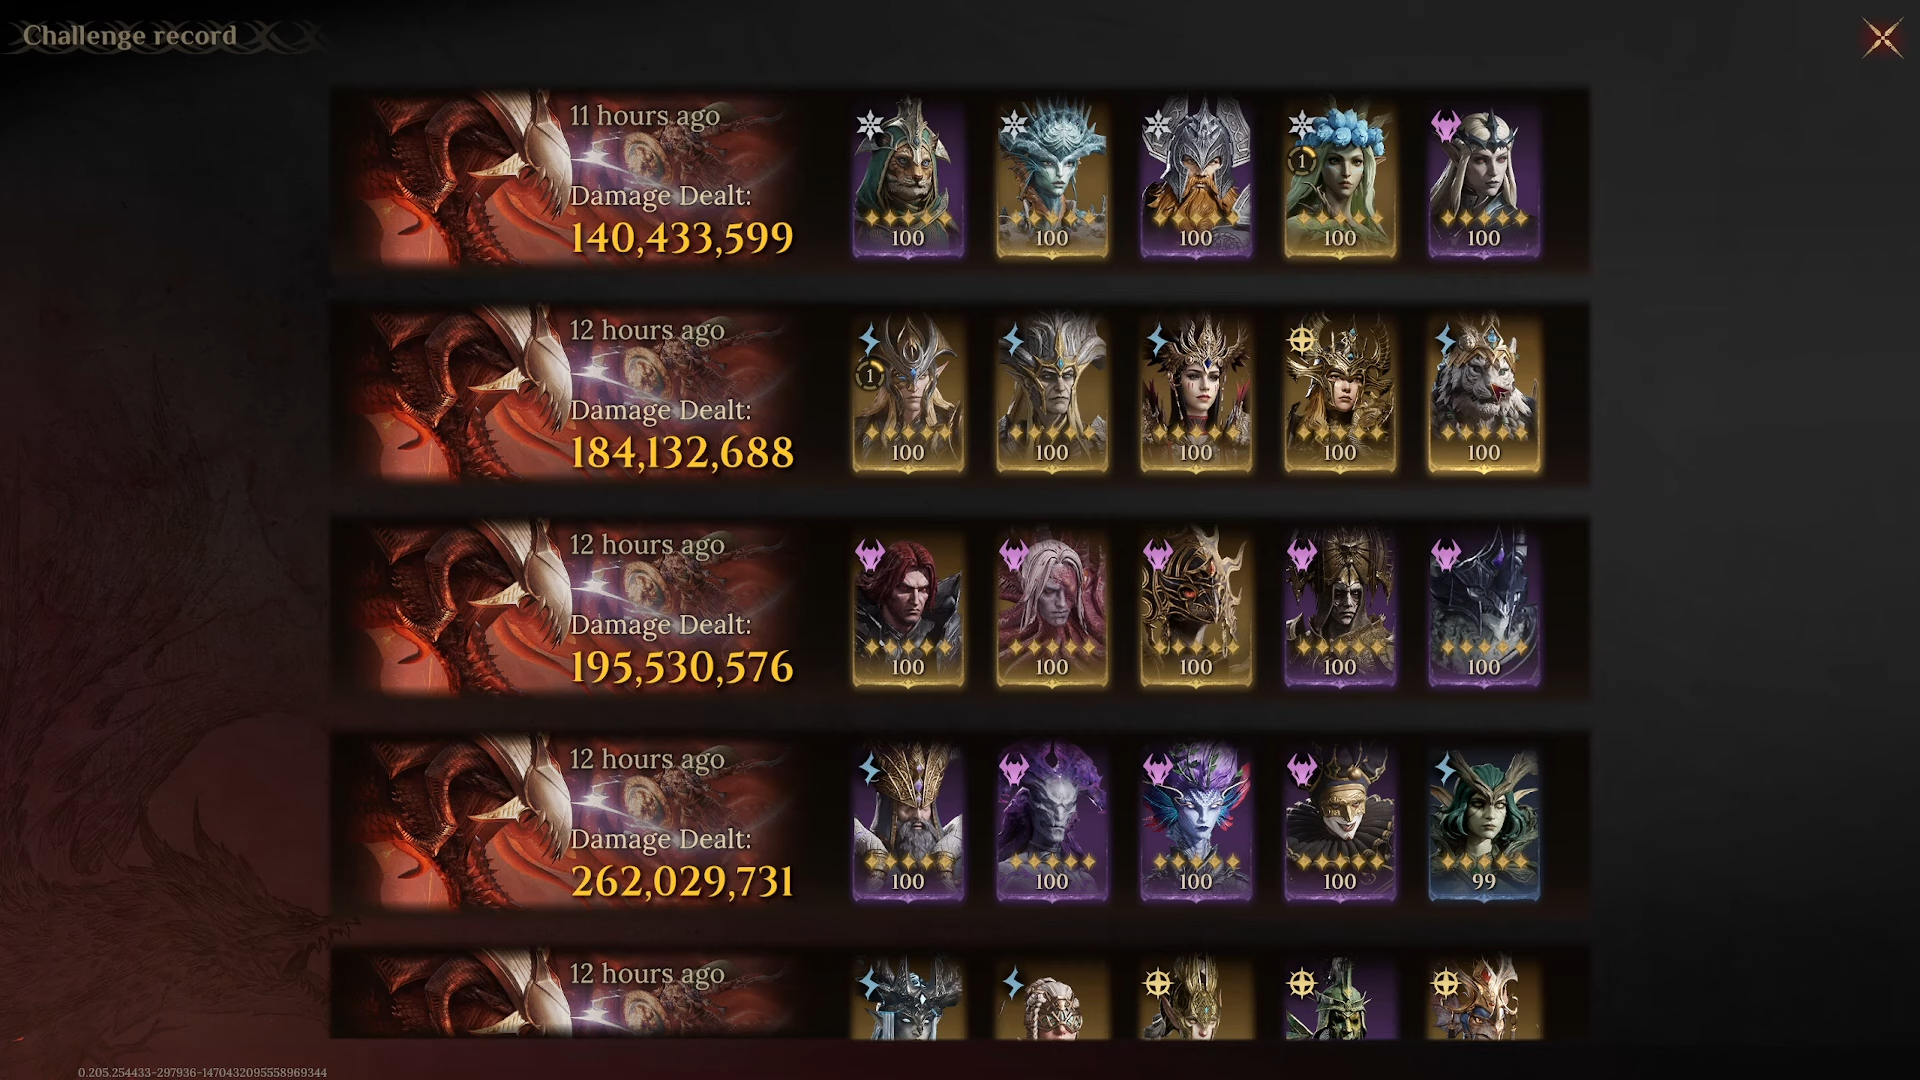 Challenge record
11 hours ago
Damage Dealt:
140,433,599
1
100 100 100 100 100
12 hours ago
Damage Dealt:
184,132,688
1
100 100 100 100 100
12 hours ago
Damage Dealt:
195,530,576
100 100 100 100 100
12 hours ago
Damage Dealt:
262,029,731
100 100 100 100 99
12 hours ago
0.205.254433-297936-1470432095558969344